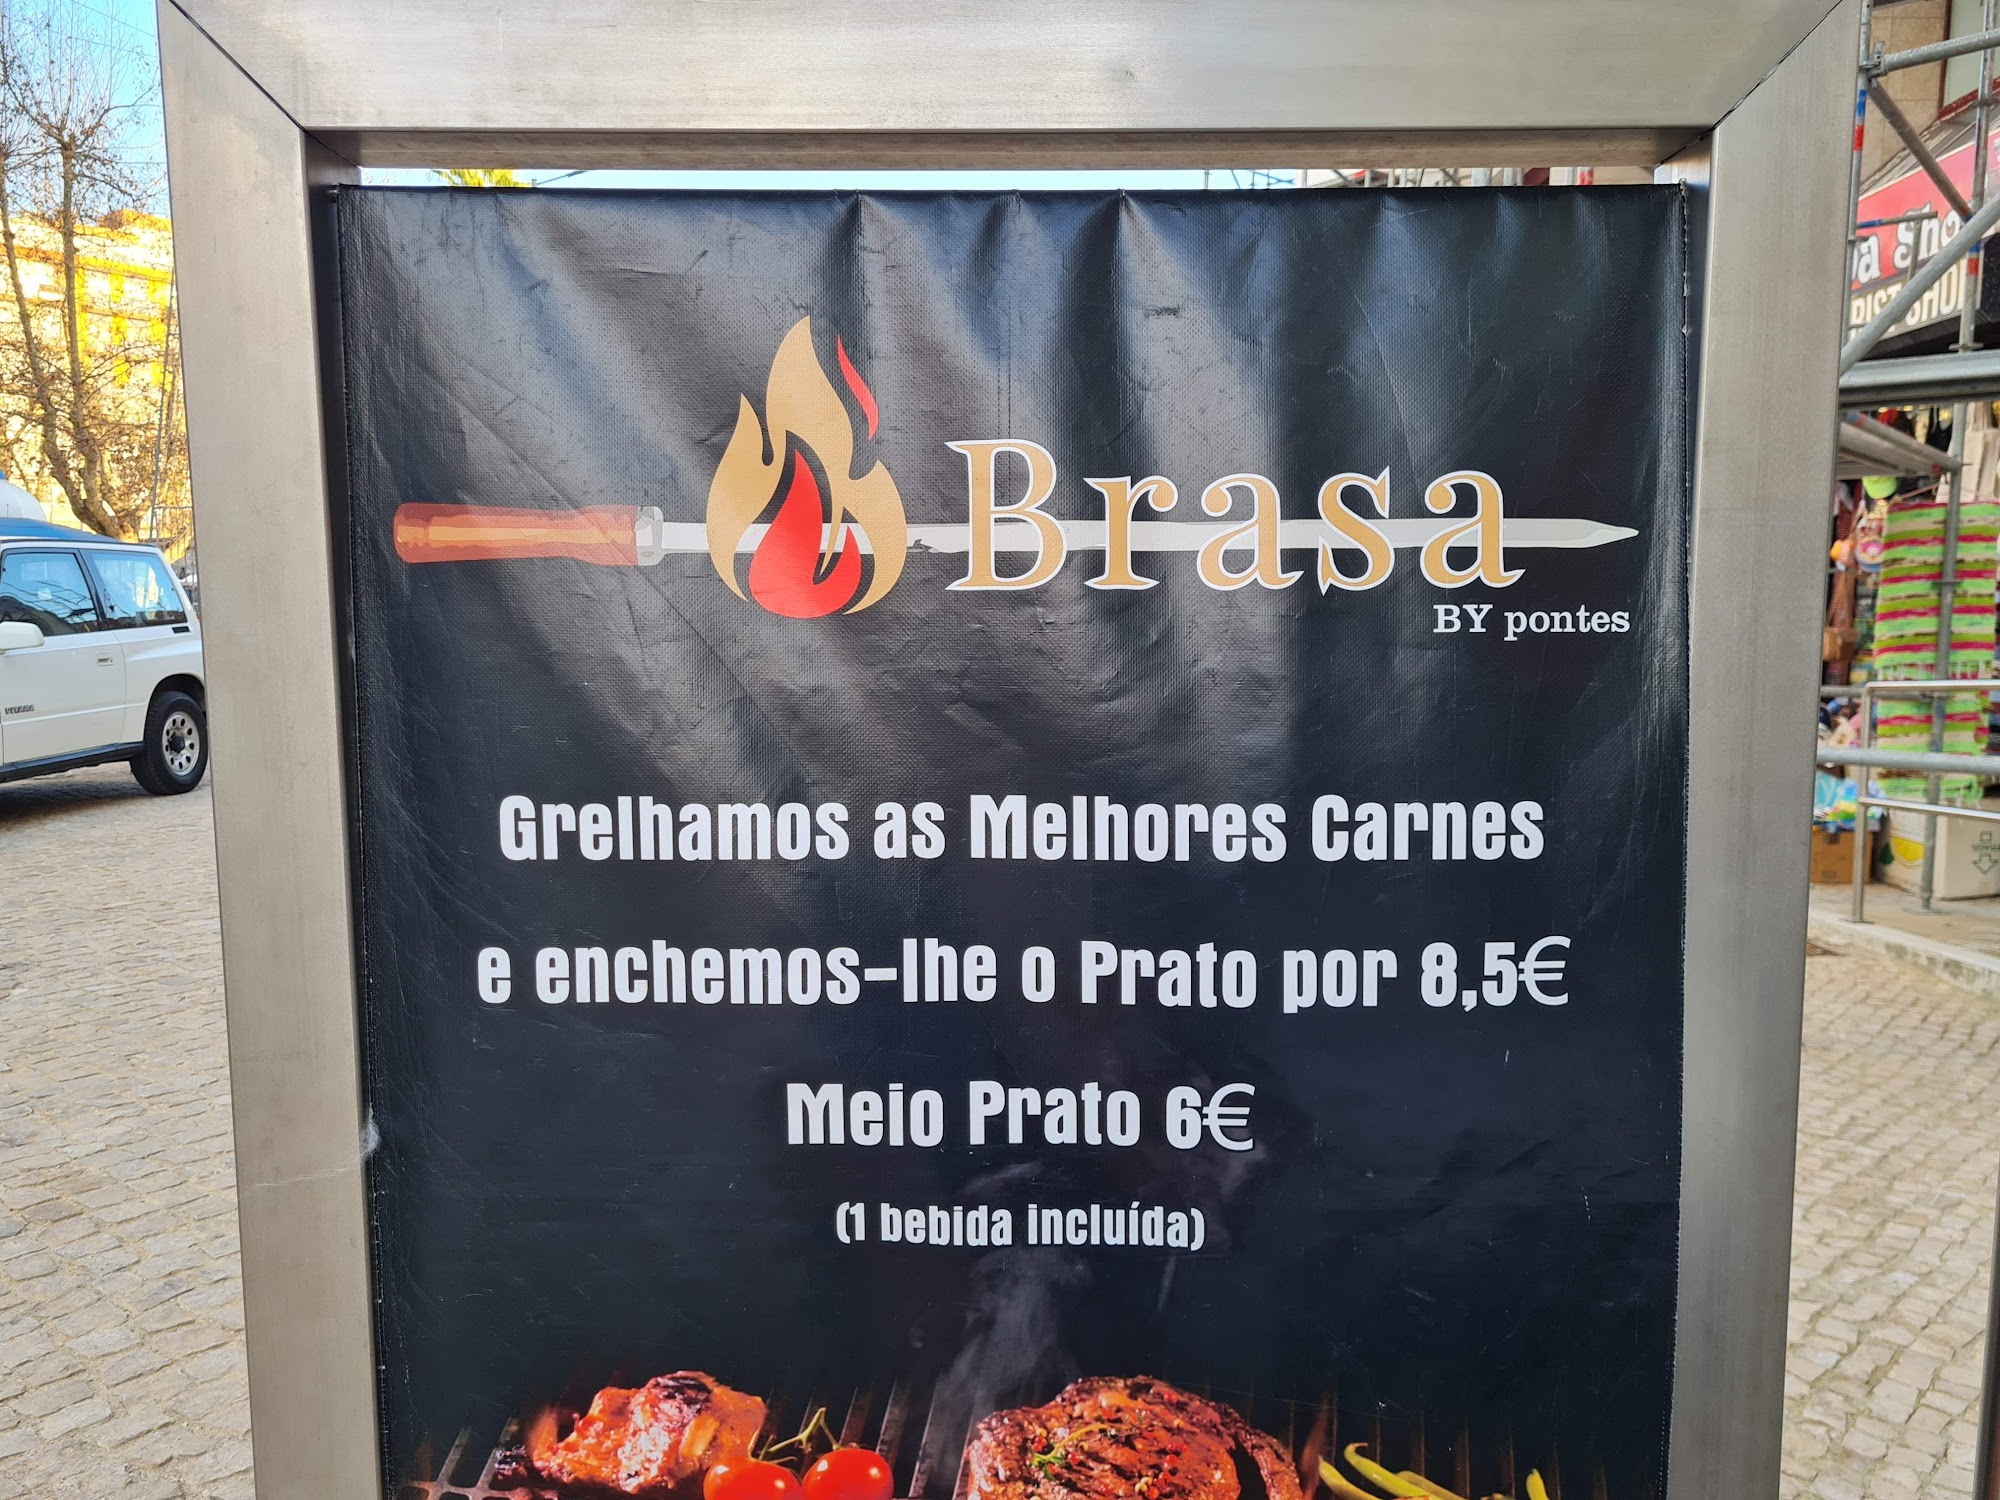 Brasa
BY pontes
Grelhamos as Melhores Carnes
e enchemos-lhe o Prato por 8,5€
Meio Prato 6€
(1 bebida incluída)
VITARA